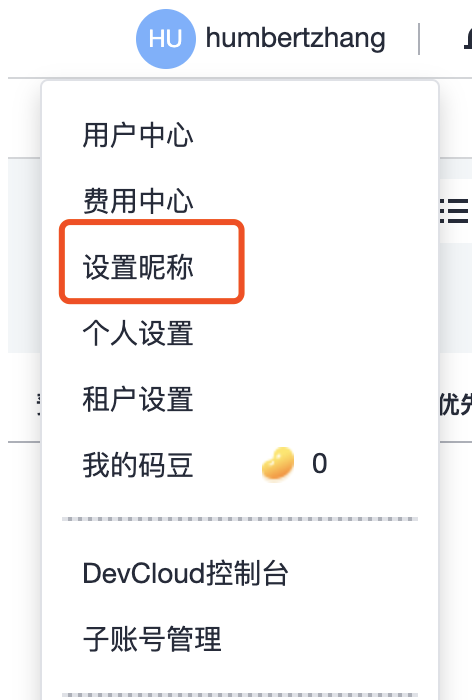 HU humbertzhang
用户中心
费用中心
设置昵称
个人设置
优先
租户设置
我的码豆 0
DevCloud控制台
子账号管理